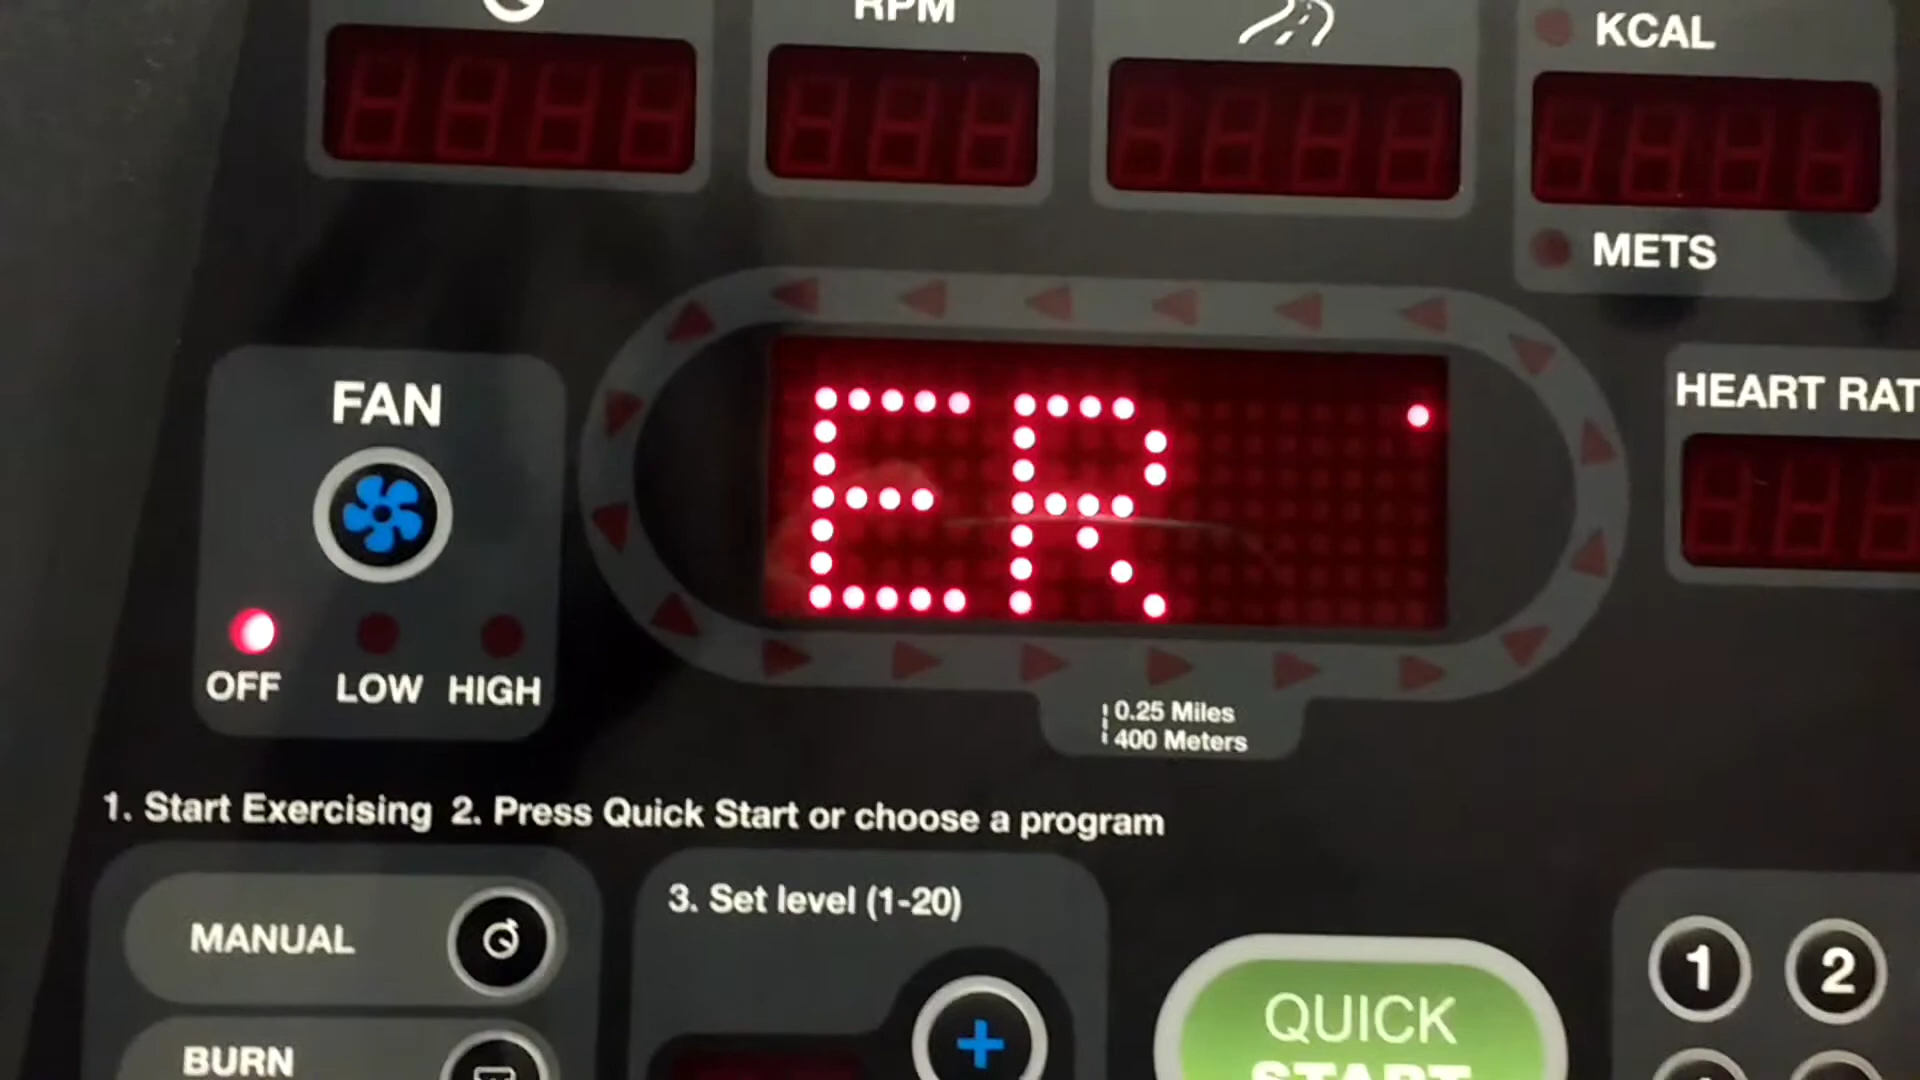 RPM
KCAL
METS
FAN
HEART RAT
ER
OFF LOW HIGH
0.25 Miles
400 Meters
1. Start Exercising 2. Press Quick Start or choose a program
3. Set level (1-20)
MANUAL
+
1 2
QUICK
START
BURN